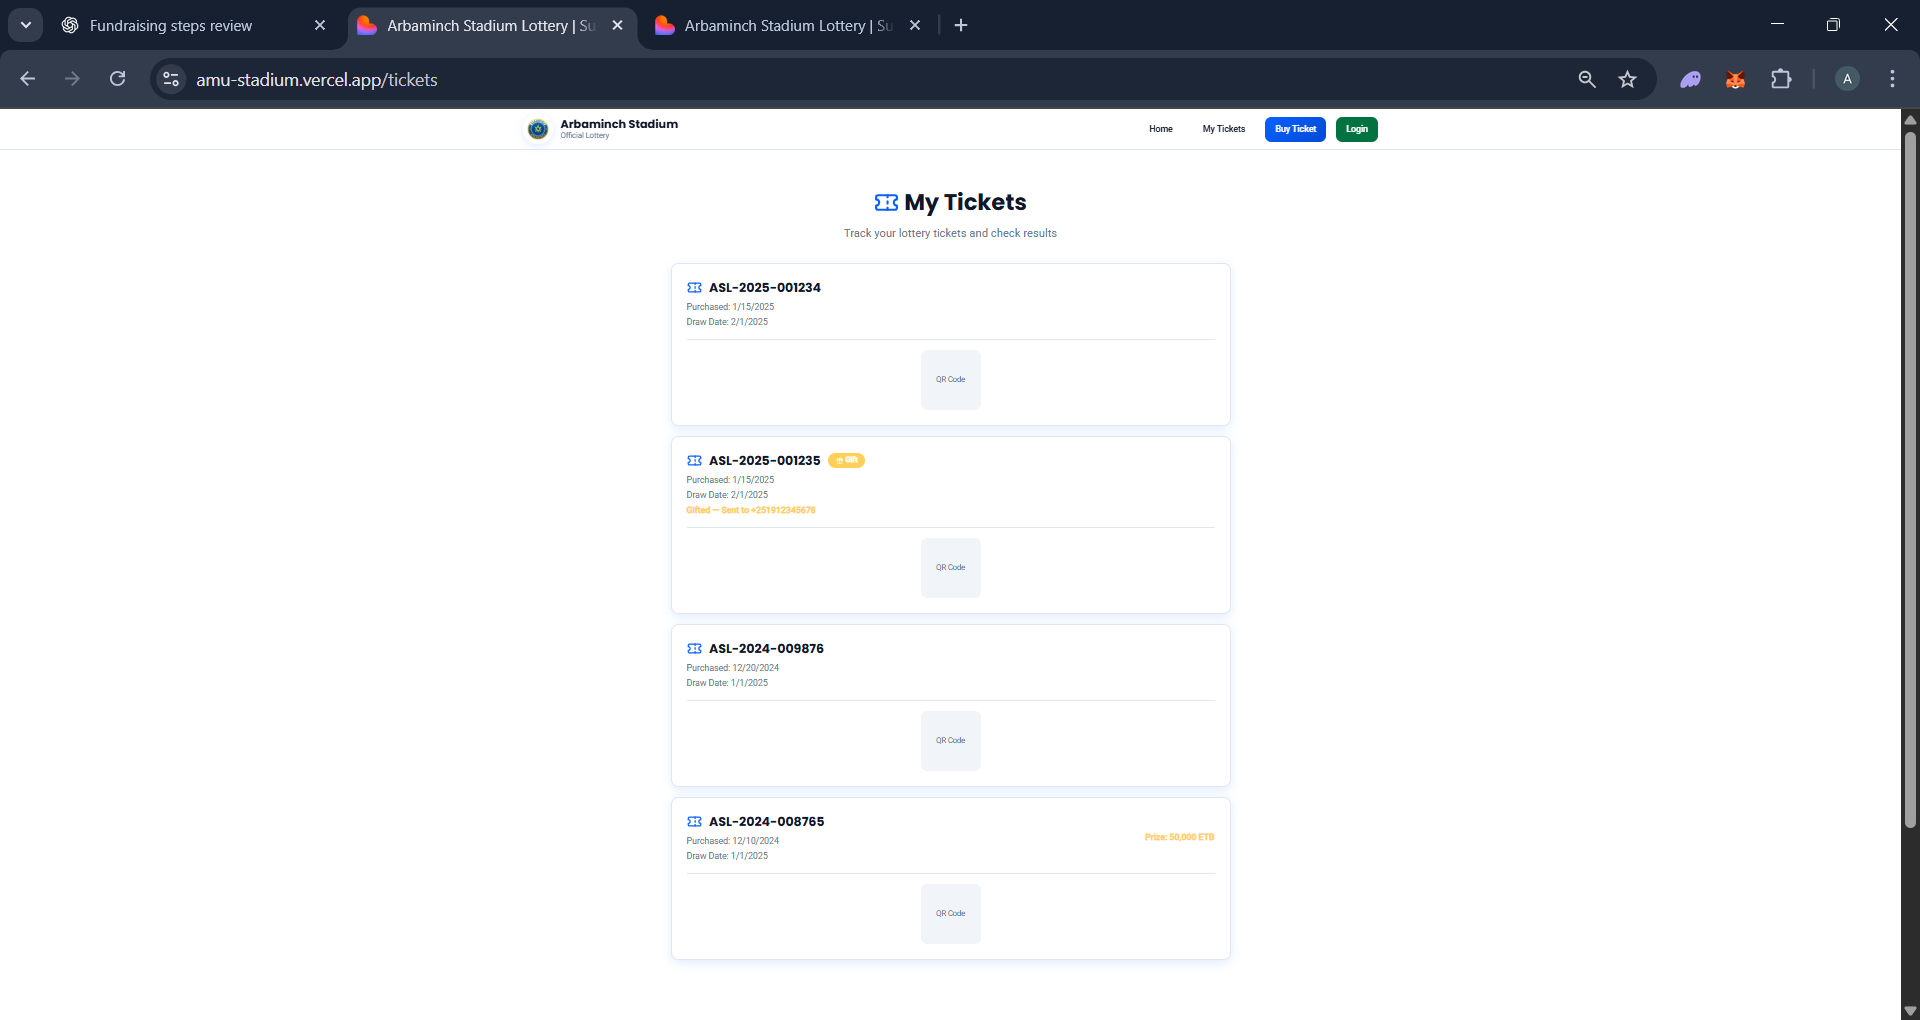 Fundraising steps review
Arbaminch Stadium Lottery | Su
Arbaminch Stadium Lottery | Su
amu-stadium.vercel.app/tickets
A
Arbaminch Stadium
Official Lottery
Home
My Tickets
Buy Ticket
Login
My Tickets
Track your lottery tickets and check results
ASL-2025-001234
Purchased: 1/15/2025
Draw Date: 2/1/2025
QR Code
ASL-2025-001235
Gift
Purchased: 1/15/2025
Draw Date: 2/1/2025
Gifted — Sent to +251912345678
QR Code
ASL-2024-009876
Purchased: 12/20/2024
Draw Date: 1/1/2025
QR Code
ASL-2024-008765
Purchased: 12/10/2024
Prize: 50,000 ETB
Draw Date: 1/1/2025
QR Code